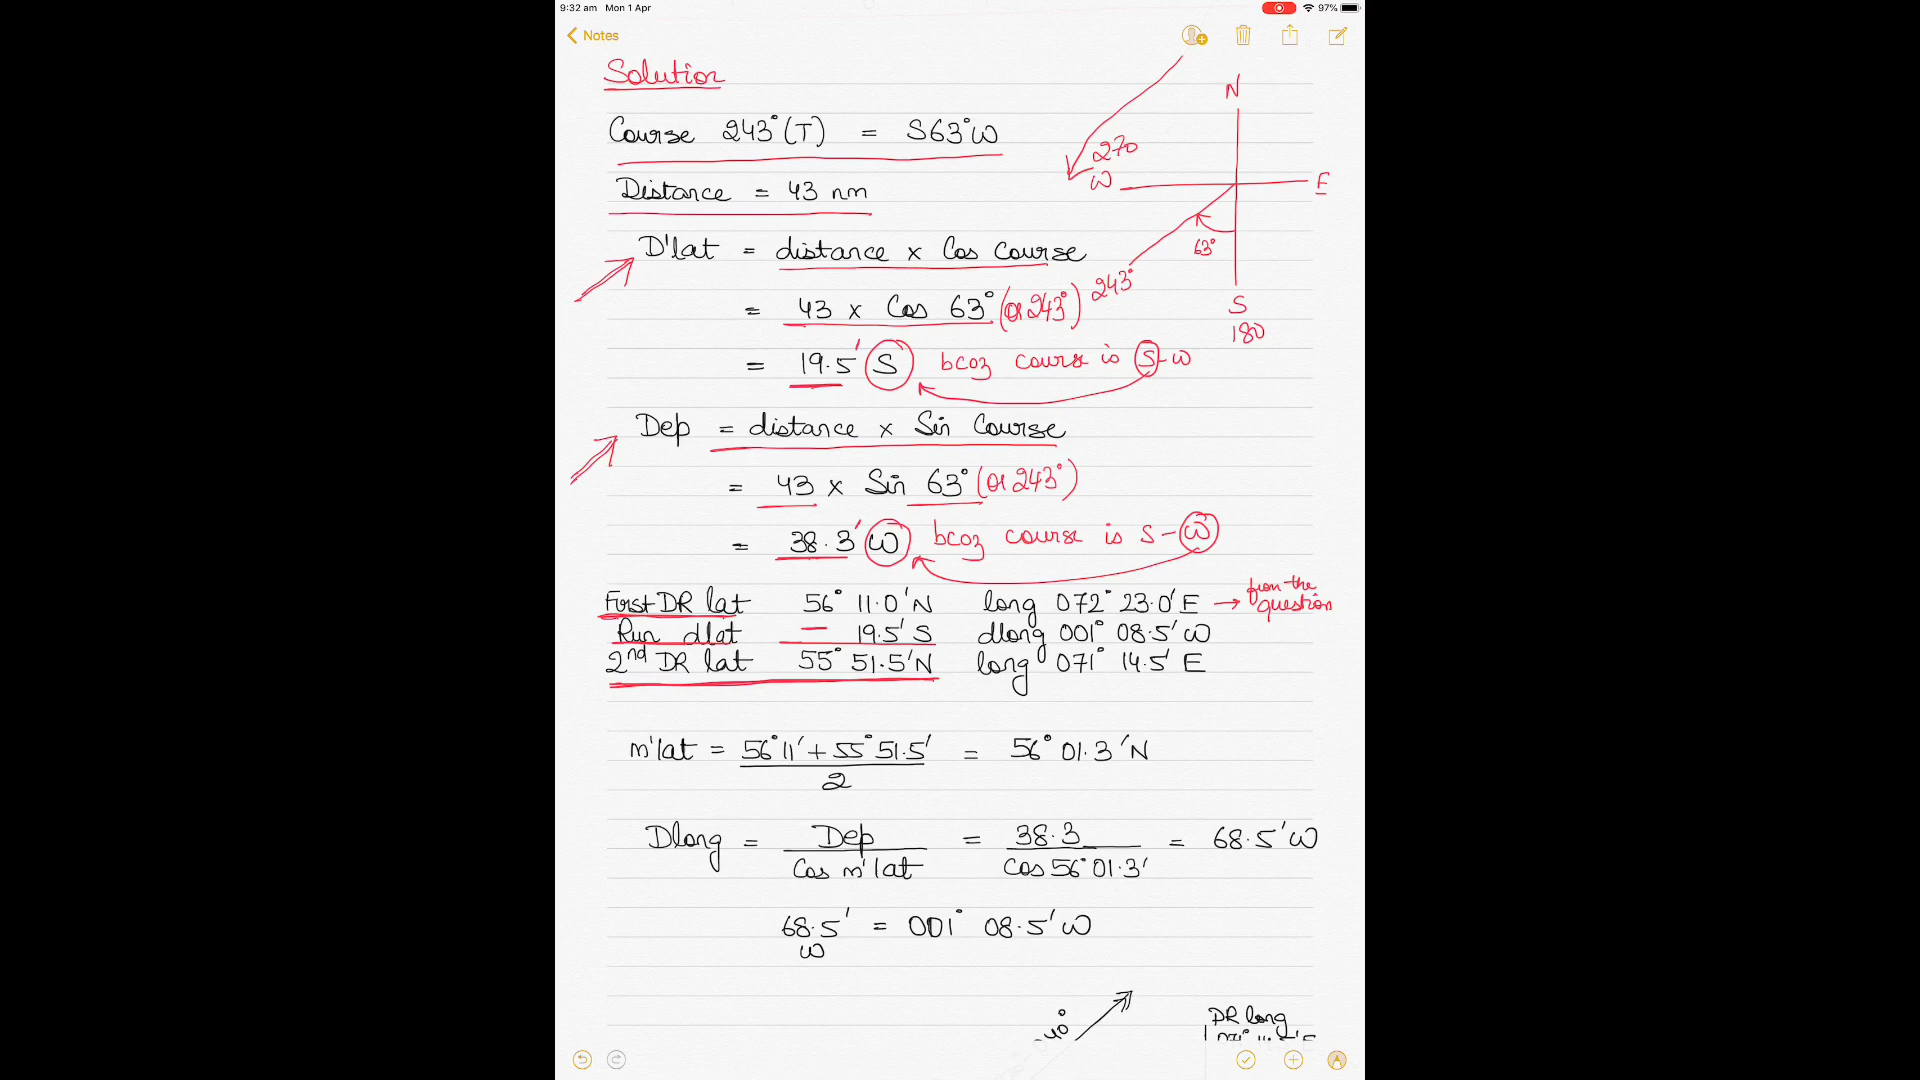 9:32 am Mon 1 Apr 97%
Notes
Solution
N
Course 243°(T) = S63°W
270
W
E
Distance = 43 nm
63°
D'lat = distance x Cos Course
243°
S
180
= 43 x Cos 63° (or 243°)
= 19.5' S bcoz course is S-W
Dep = distance x Sin Course
= 43 x Sin 63° (or 243°)
= 38.3' W bcoz course is S-W
First DR lat 56° 11.0' N long 072° 23.0' E → from the question
Run dlat 19.5' S dlong 001° 08.5' W
2nd DR lat 55° 51.5' N long 071° 14.5' E
m'lat = 56° 11' + 55° 51.5' = 56° 01.3' N
2
Dlong = Dep = 38.3 = 68.5' W
Cos m'lat Cos 56° 01.3'
68.5' = 001° 08.5' W
W
DR long
40°